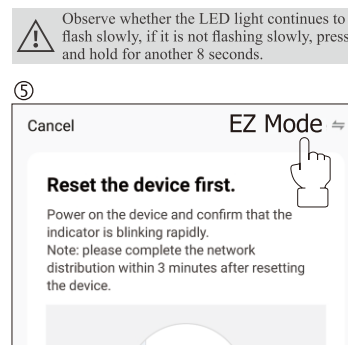 Observe whether the LED light continues to
flash slowly, if it is not flashing slowly, press
and hold for another 8 seconds.
⑤
Cancel EZ Mode ⇋
Reset the device first.
Power on the device and confirm that the
indicator is blinking rapidly.
Note: please complete the network
distribution within 3 minutes after resetting
the device.